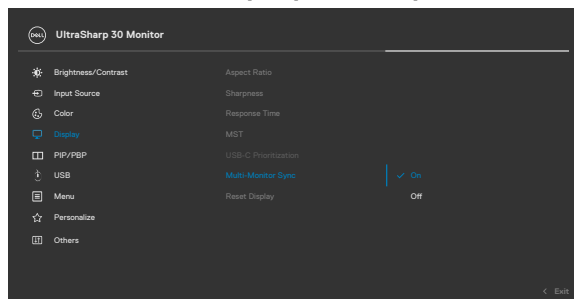 DELL UltraSharp 30 Monitor
Brightness/Contrast
Input Source
Color
Display
PIP/PBP
USB
Menu
Personalize
Others
Aspect Ratio
Sharpness
Response Time
MST
USB-C Prioritization
Multi-Monitor Sync
Reset Display
On
Off
Exit